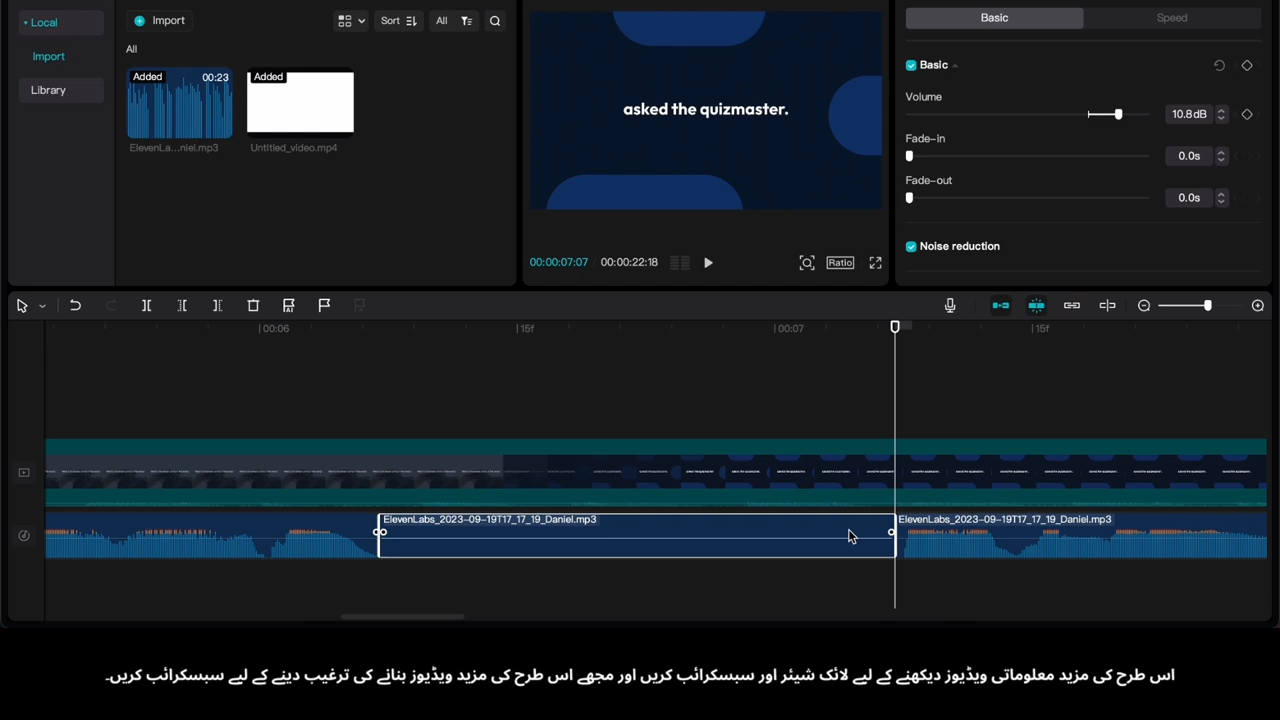 Local
Import
Library
Import
Sort
All
All
Added
00:23
Added
ElevenLa...niel.mp3
Untitled_video.mp4
asked the quizmaster.
00:00:07:07
00:00:22:18
Ratio
Basic
Speed
Basic
Volume
10.8dB
Fade-in
0.0s
Fade-out
0.0s
Noise reduction
00:06
15f
00:07
15f
ElevenLabs_2023-09-19T17_17_19_Daniel.mp3
ElevenLabs_2023-09-19T17_17_19_Daniel.mp3
اس طرح کی مزید معلوماتی ویڈیوز دیکھنے کے لیے لائک شیئر اور سبسکرائب کریں اور مجھے اس طرح کی مزید ویڈیوز بنانے کی ترغیب دینے کے لیے سبسکرائب کریں۔